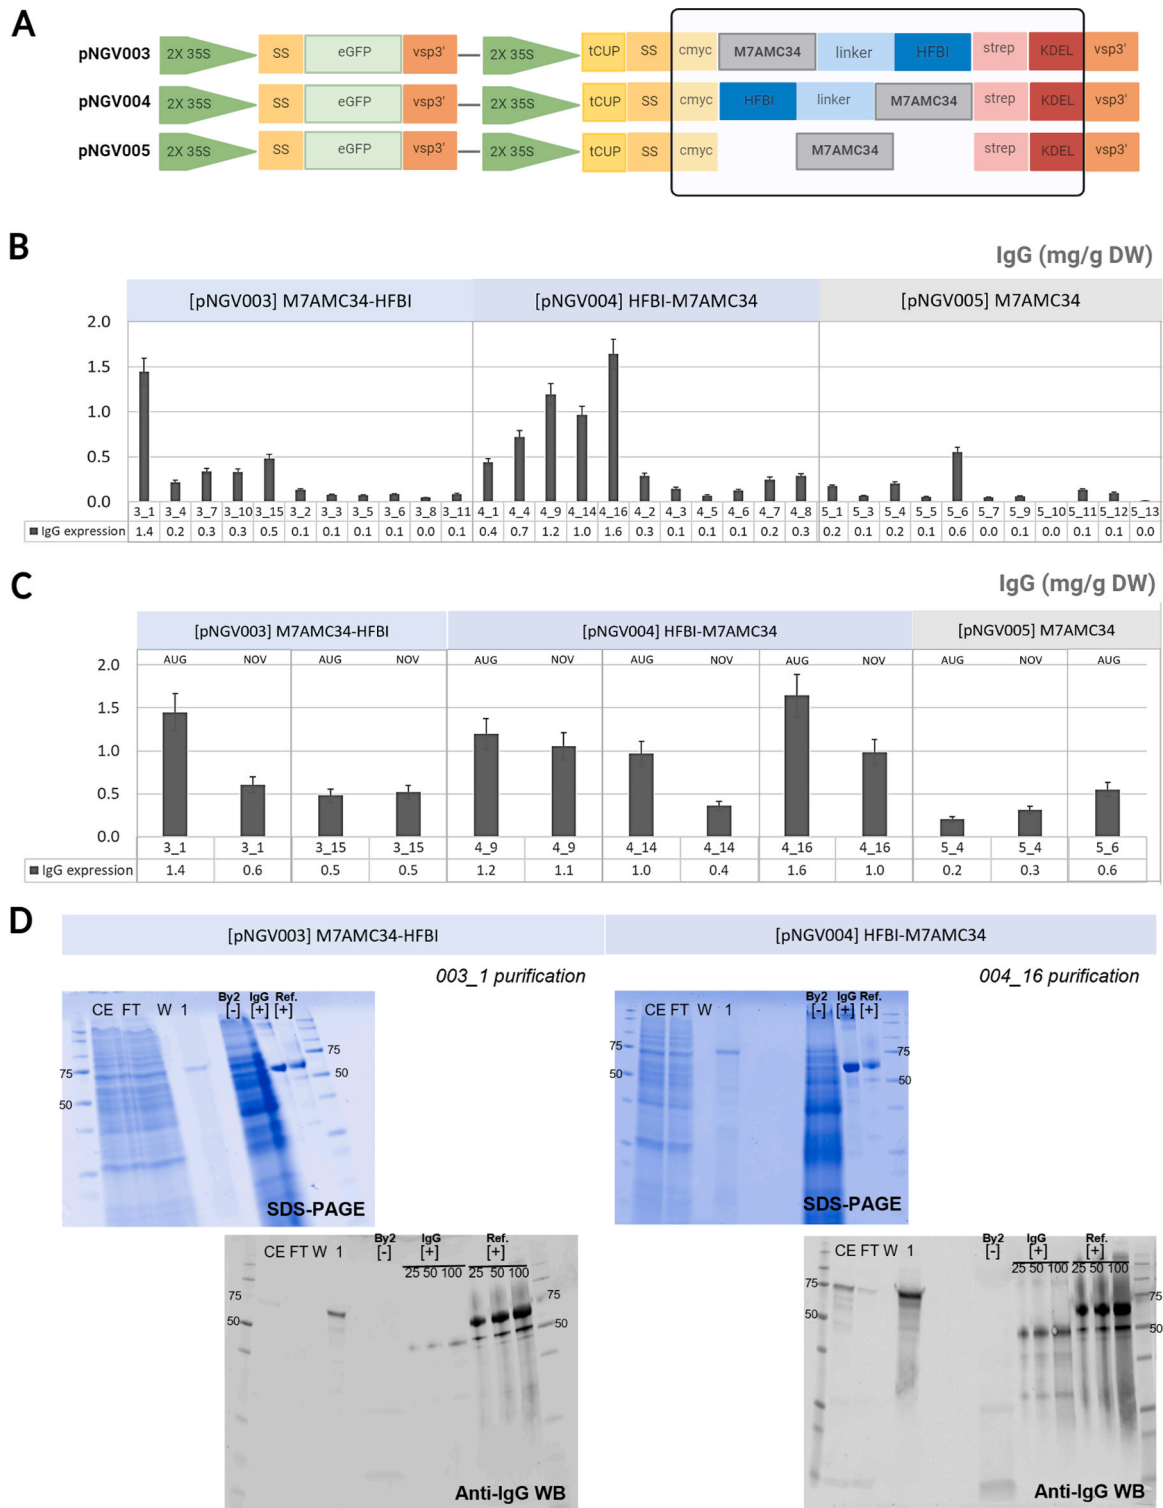 A
pNGV003 2X 35S SS eGFP vsp3' 2X 35S tCUP SS cmyc M7AMC34 linker HFBI strep KDEL vsp3'
pNGV004 2X 35S SS eGFP vsp3' 2X 35S tCUP SS cmyc HFBI linker M7AMC34 strep KDEL vsp3'
pNGV005 2X 35S SS eGFP vsp3' 2X 35S tCUP SS cmyc M7AMC34 strep KDEL vsp3'
B
IgG (mg/g DW)
[pNGV003] M7AMC34-HFBI [pNGV004] HFBI-M7AMC34 [pNGV005] M7AMC34
2.0
1.5
1.0
0.5
0.0
3_1 3_4 3_7 3_10 3_15 3_2 3_3 3_5 3_6 3_8 3_11 4_1 4_4 4_9 4_14 4_16 4_2 4_3 4_5 4_6 4_7 4_8 5_1 5_3 5_4 5_5 5_6 5_7 5_9 5_10 5_11 5_12 5_13
IgG expression 1.4 0.2 0.3 0.3 0.5 0.1 0.1 0.1 0.1 0.0 0.1 0.4 0.7 1.2 1.0 1.6 0.3 0.1 0.1 0.1 0.2 0.3 0.2 0.1 0.2 0.1 0.6 0.0 0.1 0.0 0.1 0.1 0.0
C
IgG (mg/g DW)
[pNGV003] M7AMC34-HFBI [pNGV004] HFBI-M7AMC34 [pNGV005] M7AMC34
AUG NOV AUG NOV AUG NOV AUG NOV AUG NOV AUG NOV AUG
2.0
1.5
1.0
0.5
0.0
3_1 3_1 3_15 3_15 4_9 4_9 4_14 4_14 4_16 4_16 5_4 5_4 5_6
IgG expression 1.4 0.6 0.5 0.5 1.2 1.1 1.0 0.4 1.6 1.0 0.2 0.3 0.6
D
[pNGV003] M7AMC34-HFBI [pNGV004] HFBI-M7AMC34
003_1 purification 004_16 purification
By2 IgG Ref.
CE FT W 1 [-] [+] [+]
75
50
75
50
SDS-PAGE
By2 IgG Ref.
CE FT W 1 [-] [+] [+]
75
50
75
50
SDS-PAGE
By2 IgG Ref.
CE FT W 1 [-] [+] [+]
25 50 100 25 50 100
75
50
50
Anti-IgG WB
By2 IgG Ref.
CE FT W 1 [-] [+] [+]
25 50 100 25 50 100
75
50
75
50
Anti-IgG WB